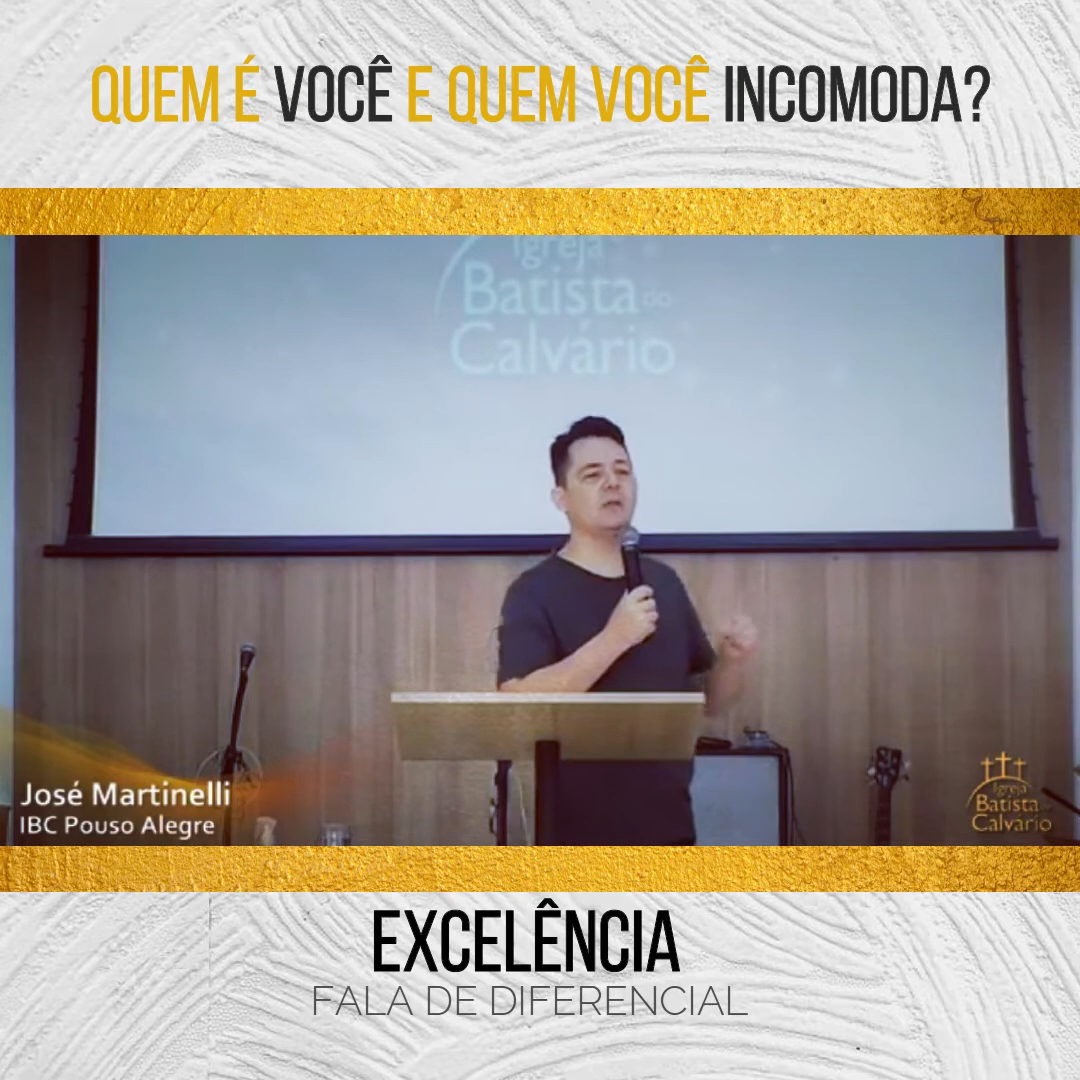 QUEM É VOCÊ E QUEM VOCÊ INCOMODA?
Igreja
Batista do
Calvário
José Martinelli
IBC Pouso Alegre
Igreja
Batista do
Calvário
EXCELÊNCIA
FALA DE DIFERENCIAL